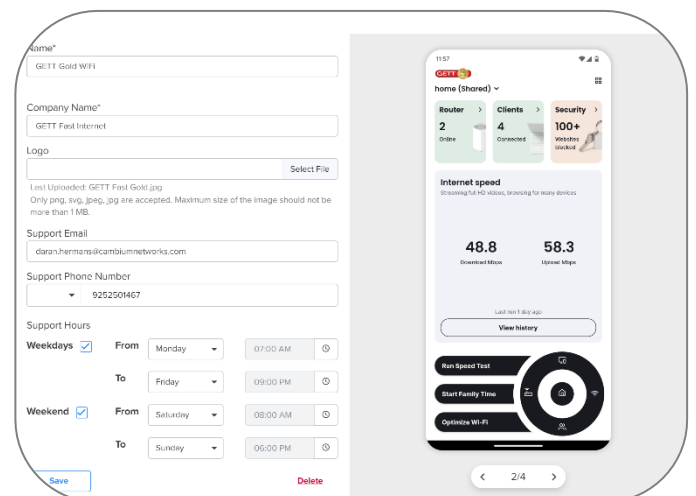 Name*
GETT Gold WiFi
Company Name*
GETT Fast Internet
Logo
Select File
Last Uploaded: GETT Fast Gold.jpg
Only png, svg, jpeg, jpg are accepted. Maximum size of the image should not be
more than 1 MB.
Support Email
daran.hermans@cambiumnetworks.com
Support Phone Number
9252501467
Support Hours
Weekdays From Monday 07:00 AM
To Friday 09:00 PM
Weekend From Saturday 08:00 AM
To Sunday 06:00 PM
Save Delete
11:57
GETT
home (Shared)
Router Clients Security
2 4 100+
Online Connected Websites
blocked
Internet speed
Streaming full HD videos, browsing for many devices
48.8 58.3
Download Mbps Upload Mbps
Last run 1 day ago
View history
Run Speed Test
Start Family Time
Optimize Wi-Fi
2/4